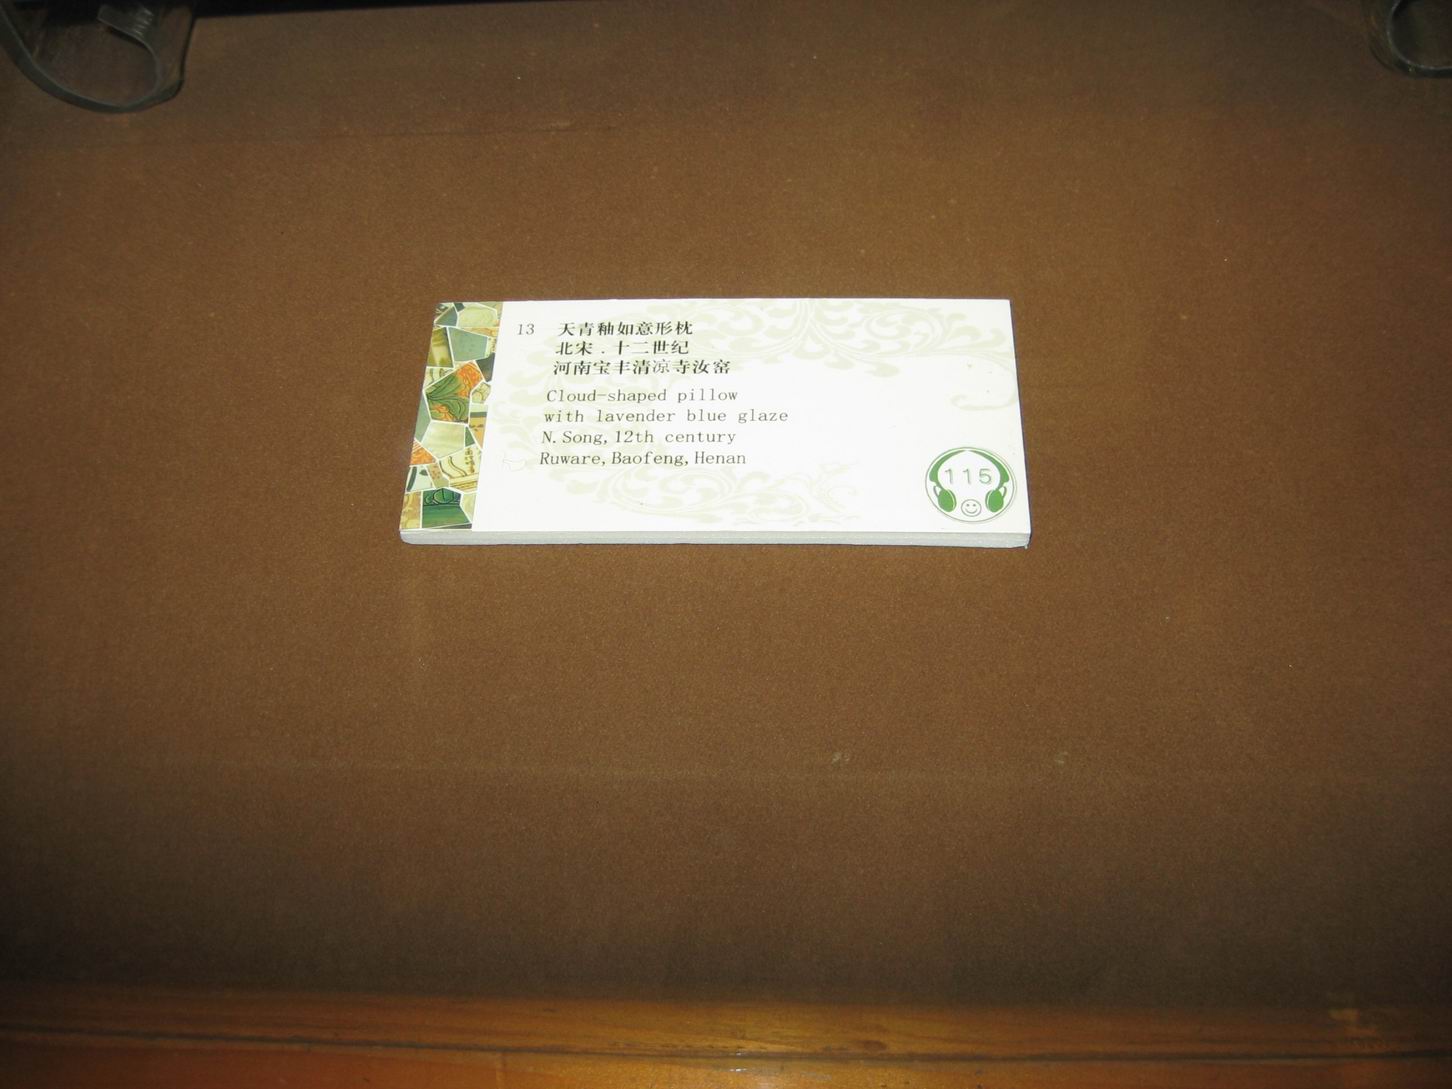 13 天青釉如意形枕
北宋．十二世纪
河南宝丰清凉寺汝窑
Cloud-shaped pillow
with lavender blue glaze
N. Song, 12th century
Ruware, Baofeng, Henan
115